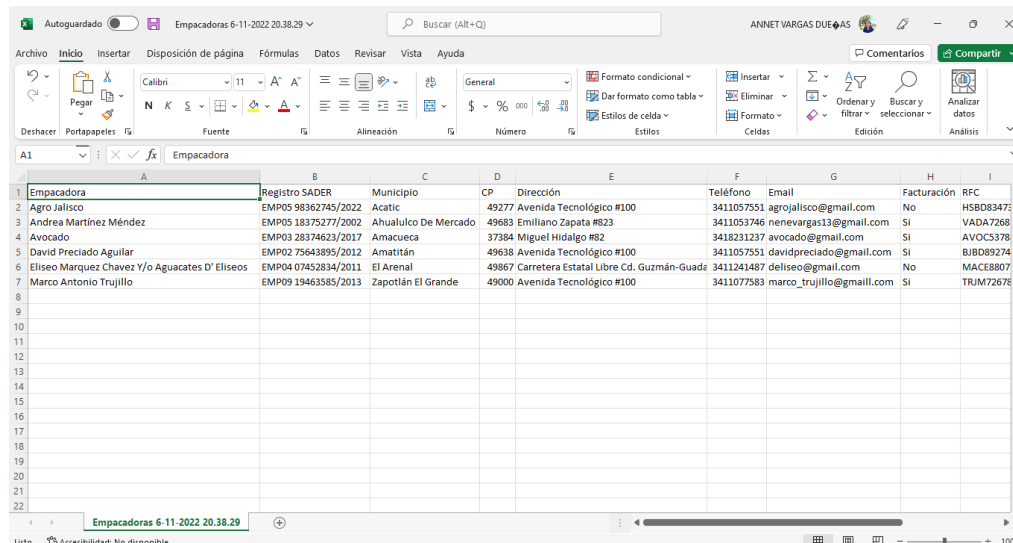 Autoguardado Empacadoras 6-11-2022 20.38.29 Buscar (Alt+Q) ANNET VARGAS DUE�AS
Archivo Inicio Insertar Disposición de página Fórmulas Datos Revisar Vista Ayuda Comentarios Compartir
Pegar Calibri 11 A^ A˅ General Formato condicional Insertar Σ
N K S A ab $ % 000 Dar formato como tabla Eliminar Ordenar y filtrar Buscar y seleccionar Analizar datos
Estilos de celda Formato
Deshacer Portapapeles Fuente Alineación Número Estilos Celdas Edición Análisis
A1 fx Empacadora
A B C D E F G H I
1 Empacadora Registro SADER Municipio CP Dirección Teléfono Email Facturación RFC
2 Agro Jalisco EMP05 98362745/2022 Acatic 49277 Avenida Tecnológico #100 3411057551 agrojalisco@gmail.com No HSBD83473
3 Andrea Martínez Méndez EMP05 18375277/2002 Ahualulco De Mercado 49683 Emiliano Zapata #823 3411053746 nenevargas13@gmail.com Si VADA7268
4 Avocado EMP03 28374623/2017 Amacueca 37384 Miguel Hidalgo #82 3418231237 avocado@gmail.com Si AVOC5378
5 David Preciado Aguilar EMP02 75643895/2012 Amatitán 49638 Avenida Tecnológico #100 3411057551 davidpreciado@gmail.com Si BJBD89274
6 Eliseo Marquez Chavez Y/o Aguacates D' Eliseos EMP04 07452834/2011 El Arenal 49867 Carretera Estatal Libre Cd. Guzmán-Guada 3411241487 deliseo@gmail.com No MACE8807
7 Marco Antonio Trujillo EMP09 19463585/2013 Zapotlán El Grande 49000 Avenida Tecnológico #100 3411077583 marco_trujillo@gmaill.com Si TRJM72678
8
9
10
11
12
13
14
15
16
17
18
19
20
21
22
Empacadoras 6-11-2022 20.38.29
Listo Accesibilidad: No disponible 100